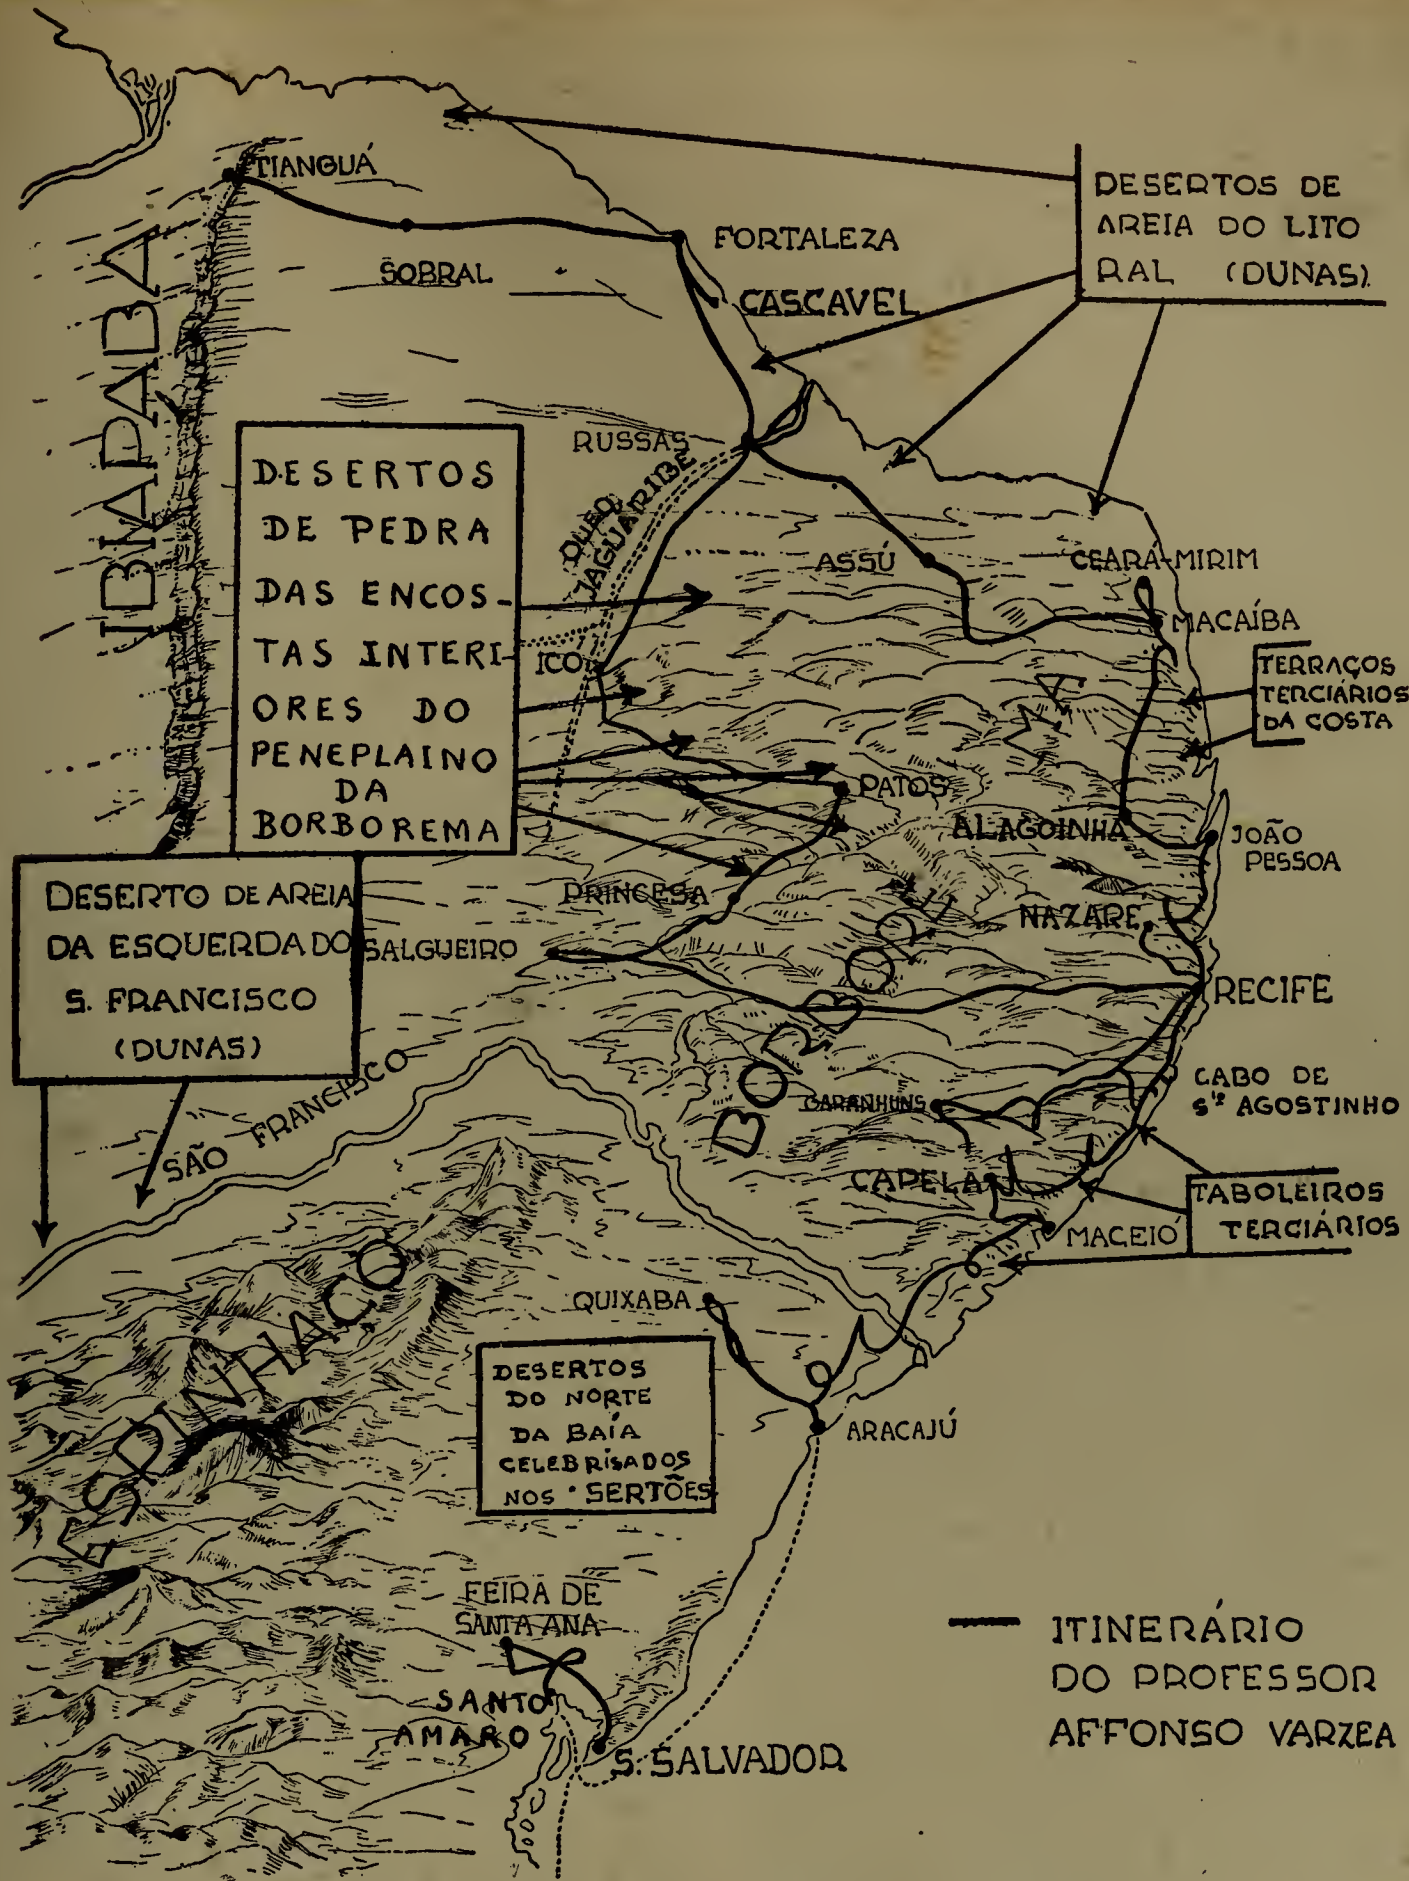 TIANGUÁ
SOBRAL
FORTALEZA
CASCAVEL
DESERTOS DE
AREIA DO LITO
RAL (DUNAS)
IBIAPABA
RUSSAS
JAGUARIBE
DESERTOS
DE PEDRA
DAS ENCOS-
TAS INTERI-
ORES DO
PENEPLAINO
DA
BORBOREMA
ASSÚ
CEARÁ-MIRIM
MACAÍBA
ICO
TERRAÇOS
TERCIÁRIOS
DA COSTA
PATOS
ALAGOINHA
JOÃO
PESSOA
DESERTO DE AREIA
DA ESQUERDA DO
S. FRANCISCO
(DUNAS)
PRINCESA
NAZARE
SALGUEIRO
RECIFE
BORBOREMA
SÃO FRANCISCO
GARANHUNS
CABO DE
Sᵗº AGOSTINHO
CAPELA
TABOLEIROS
TERCIÁRIOS
MACEIÓ
ESPINHAÇO
QUIXABA
DESERTOS
DO NORTE
DA BAÍA
CELEBRISADOS
NOS "SERTÕES
ARACAJÚ
FEIRA DE
SANTA ANA
SANTO
AMARO
S. SALVADOR
ITINERÁRIO
DO PROFESSOR
AFFONSO VARZEA